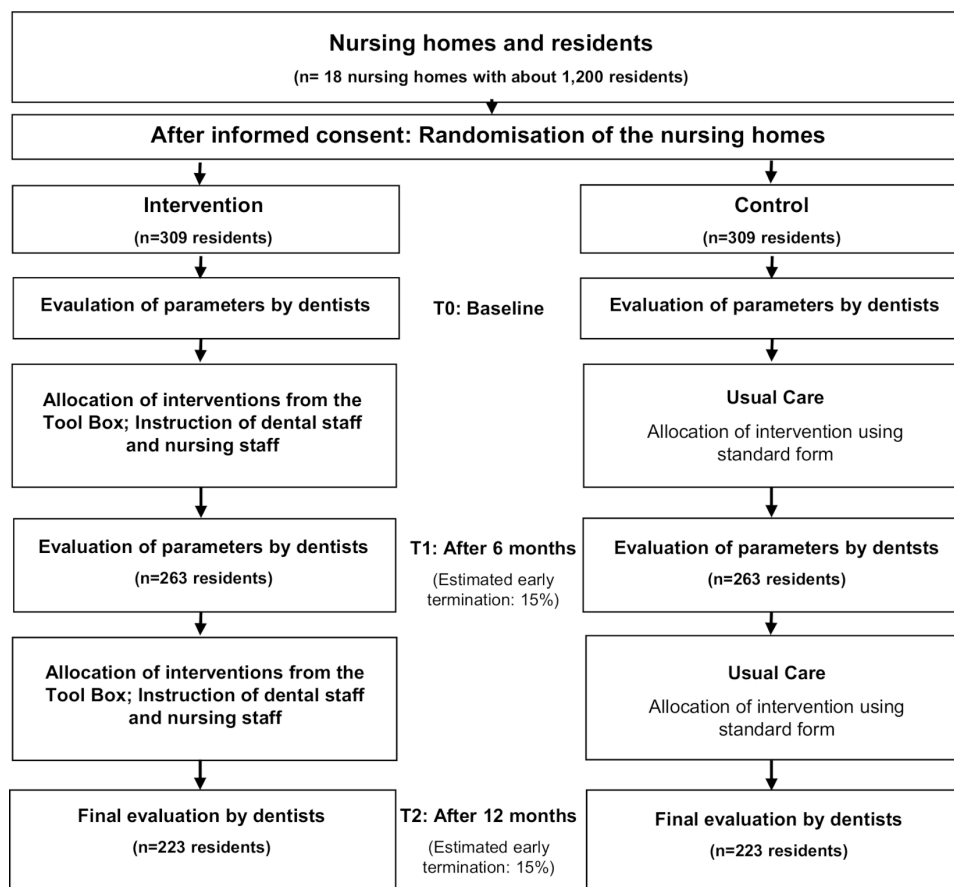 Nursing homes and residents
(n= 18 nursing homes with about 1,200 residents)
After informed consent: Randomisation of the nursing homes
Intervention
(n=309 residents)
Control
(n=309 residents)
Evaulation of parameters by dentists
T0: Baseline
Evaluation of parameters by dentists
Allocation of interventions from the
Tool Box; Instruction of dental staff
and nursing staff
Usual Care
Allocation of intervention using
standard form
Evaluation of parameters by dentists
(n=263 residents)
T1: After 6 months
(Estimated early
termination: 15%)
Evaluation of parameters by dentsts
(n=263 residents)
Allocation of interventions from the
Tool Box; Instruction of dental staff
and nursing staff
Usual Care
Allocation of intervention using
standard form
Final evaluation by dentists
(n=223 residents)
T2: After 12 months
(Estimated early
termination: 15%)
Final evaluation by dentists
(n=223 residents)